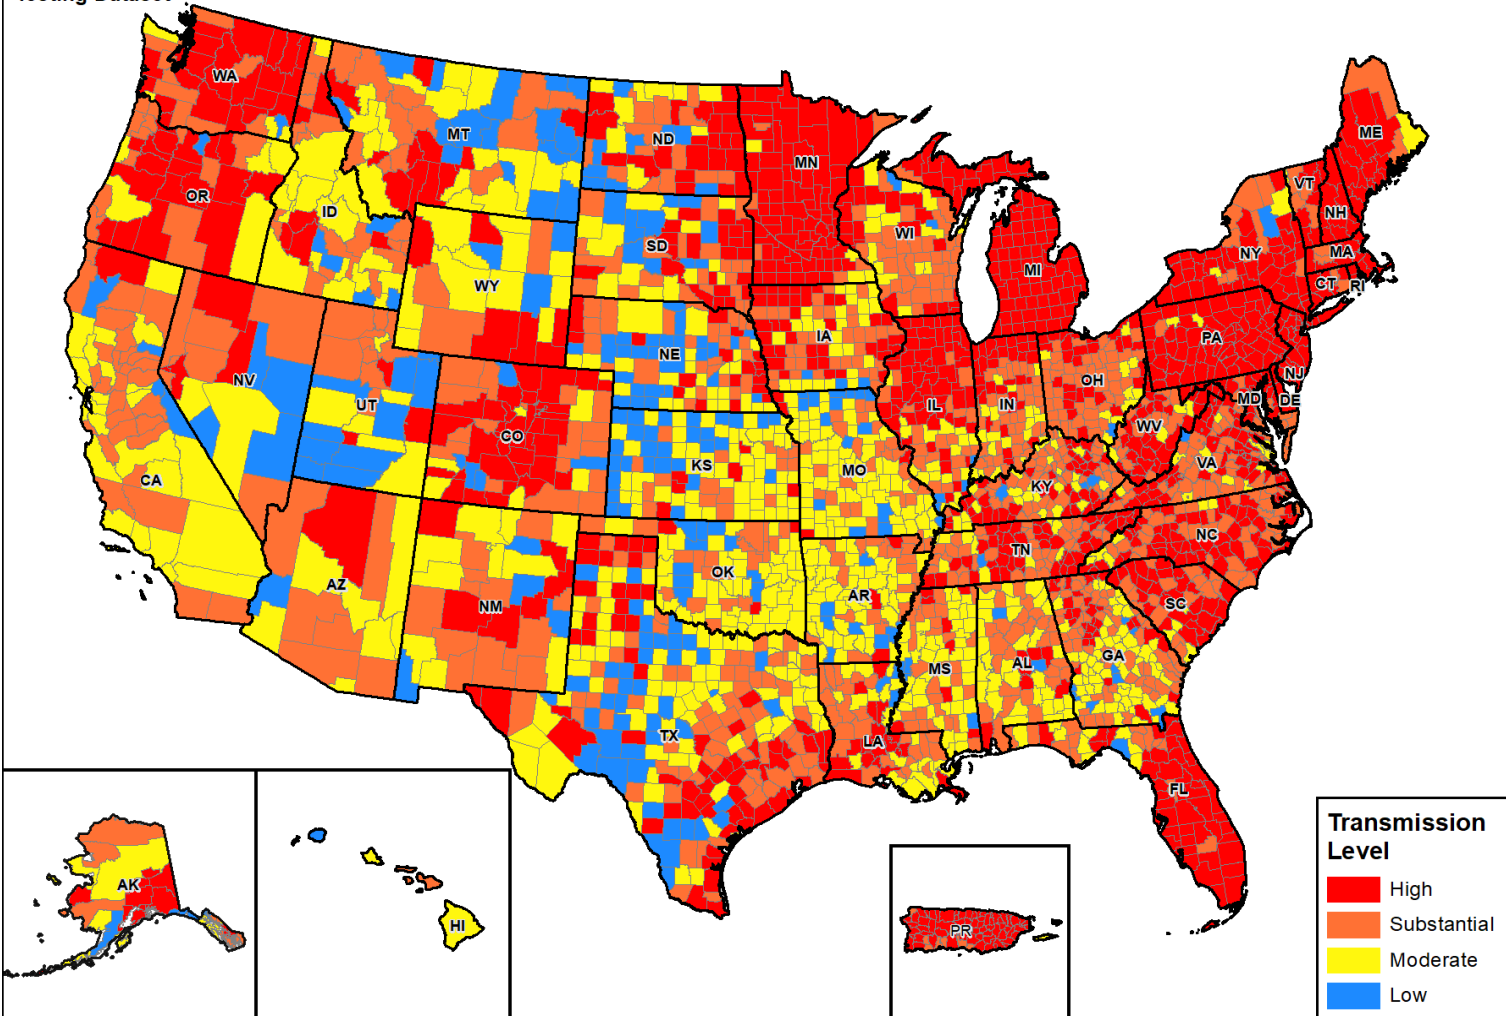 WA
MT
ND
MN
ME
OR
ID
SD
WI
VT
NH
NY
MA
MI
CT
RI
WY
IA
PA
NE
NV
UT
OH
NJ
IL
IN
MD
DE
CO
WV
CA
KS
MO
KY
VA
NC
TN
AZ
OK
NM
AR
SC
MS
AL
GA
TX
LA
FL
AK
HI
PR
Transmission
Level
High
Substantial
Moderate
Low